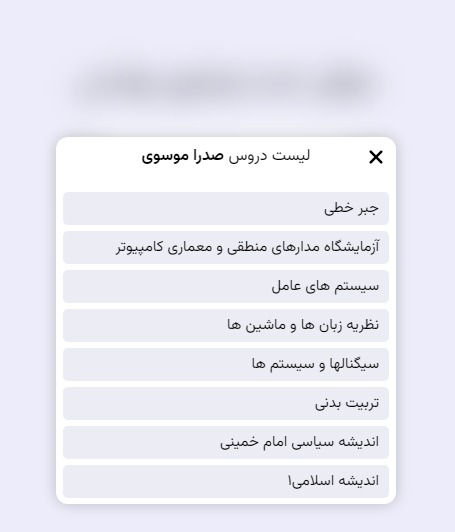 لیست دروس صدرا موسوی
جبر خطی
آزمایشگاه مدارهای منطقی و معماری کامپیوتر
سیستم های عامل
نظریه زبان ها و ماشین ها
سیگنالها و سیستم ها
تربیت بدنی
اندیشه سیاسی امام خمینی
اندیشه اسلامی۱